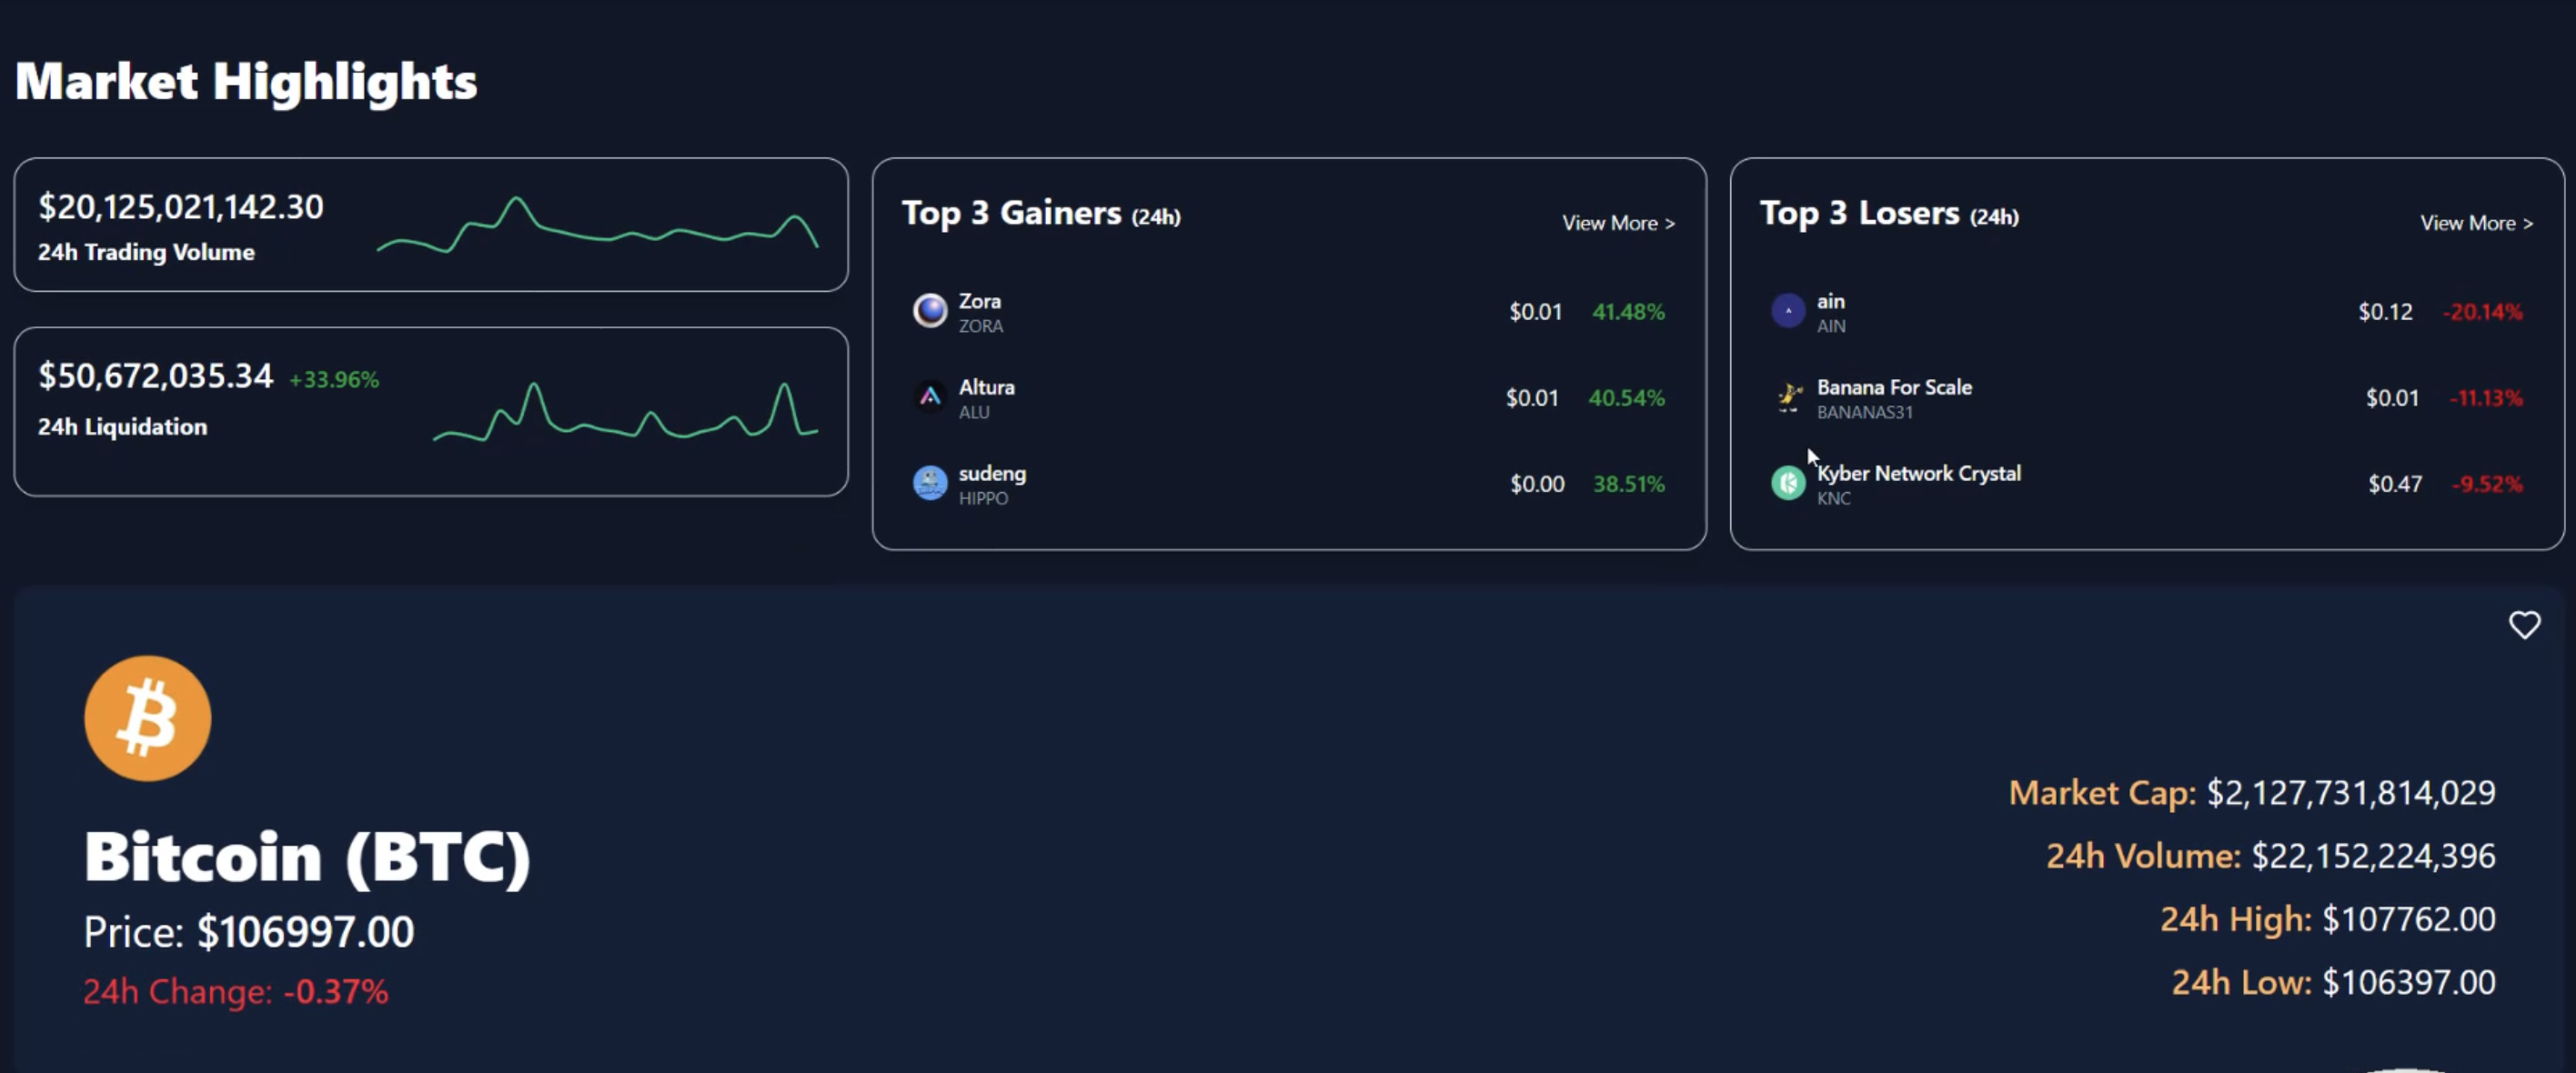 Market Highlights
$20,125,021,142.30
24h Trading Volume
$50,672,035.34 +33.96%
24h Liquidation
Top 3 Gainers (24h)
View More >
Zora
ZORA
$0.01 41.48%
Altura
ALU
$0.01 40.54%
sudeng
HIPPO
$0.00 38.51%
Top 3 Losers (24h)
View More >
ain
AIN
$0.12 -20.14%
Banana For Scale
BANANAS31
$0.01 -11.13%
Kyber Network Crystal
KNC
$0.47 -9.52%
Bitcoin (BTC)
Price: $106997.00
24h Change: -0.37%
Market Cap: $2,127,731,814,029
24h Volume: $22,152,224,396
24h High: $107762.00
24h Low: $106397.00